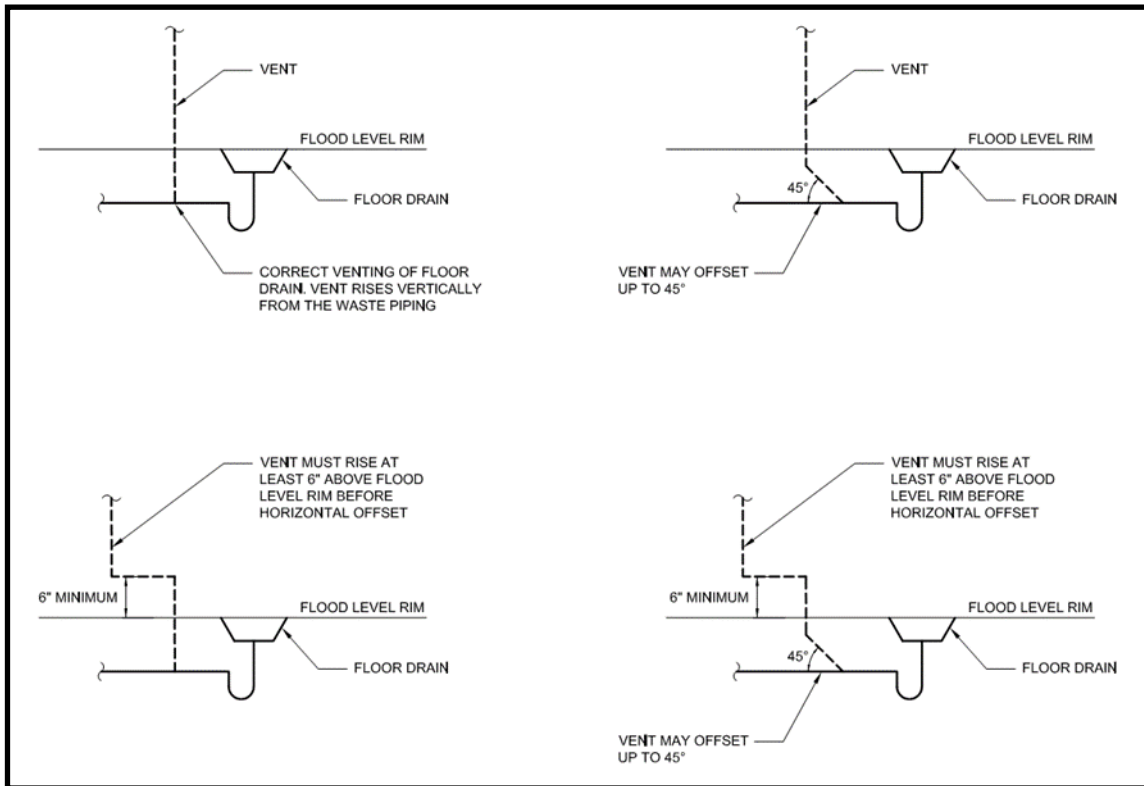 VENT
FLOOD LEVEL RIM
FLOOR DRAIN
CORRECT VENTING OF FLOOR
DRAIN. VENT RISES VERTICALLY
FROM THE WASTE PIPING
VENT
FLOOD LEVEL RIM
45°
FLOOR DRAIN
VENT MAY OFFSET
UP TO 45°
VENT MUST RISE AT
LEAST 6" ABOVE FLOOD
LEVEL RIM BEFORE
HORIZONTAL OFFSET
6" MINIMUM
FLOOD LEVEL RIM
FLOOR DRAIN
VENT MUST RISE AT
LEAST 6" ABOVE FLOOD
LEVEL RIM BEFORE
HORIZONTAL OFFSET
6" MINIMUM
FLOOD LEVEL RIM
45°
FLOOR DRAIN
VENT MAY OFFSET
UP TO 45°